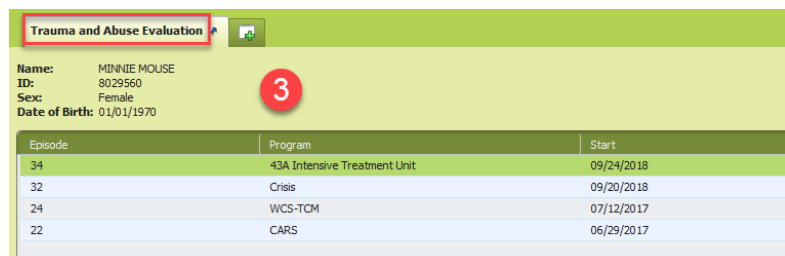 Trauma and Abuse Evaluation
Name: MINNIE MOUSE
ID: 8029560
Sex: Female
Date of Birth: 01/01/1970
3
Episode Program Start
34 43A Intensive Treatment Unit 09/24/2018
32 Crisis 09/20/2018
24 WCS-TCM 07/12/2017
22 CARS 06/29/2017